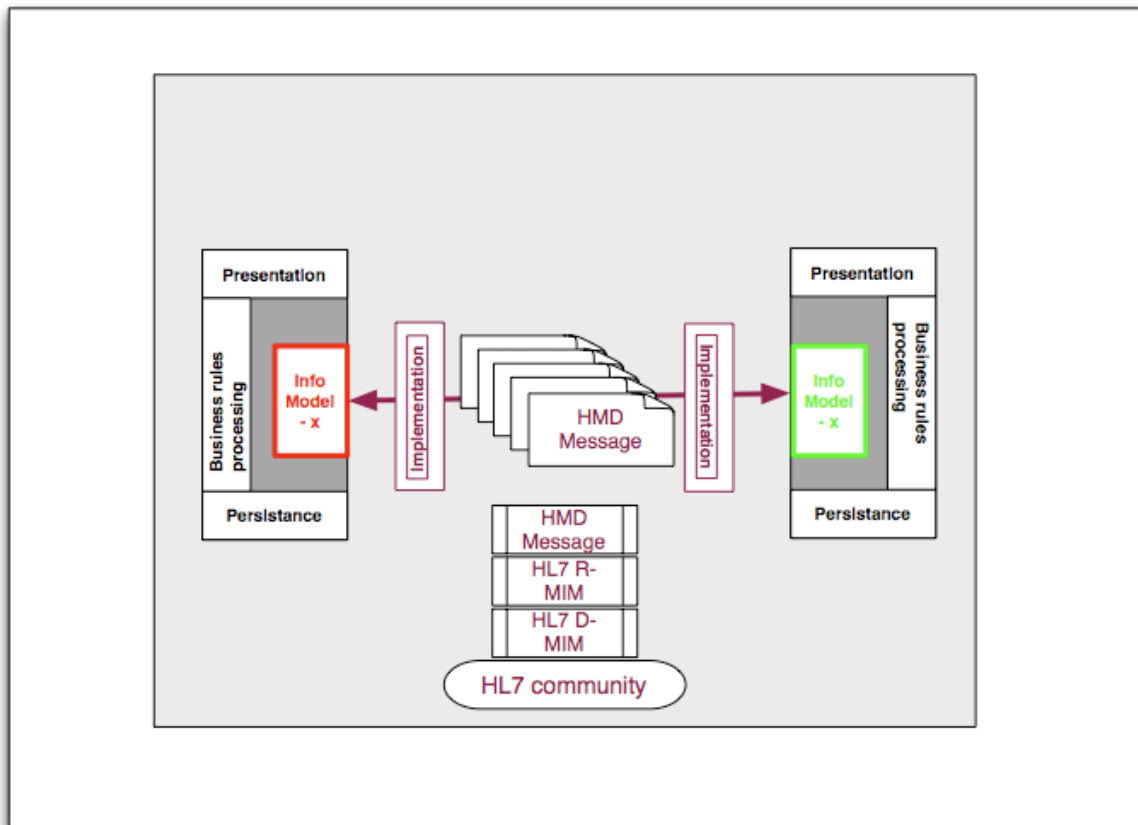 Presentation
Business rules
processing
Info
Model
- x
Persistance
Implementation
HMD
Message
Implementation
Presentation
Info
Model
- x
Business rules
processing
Persistance
HMD
Message
HL7 R-
MIM
HL7 D-
MIM
HL7 community